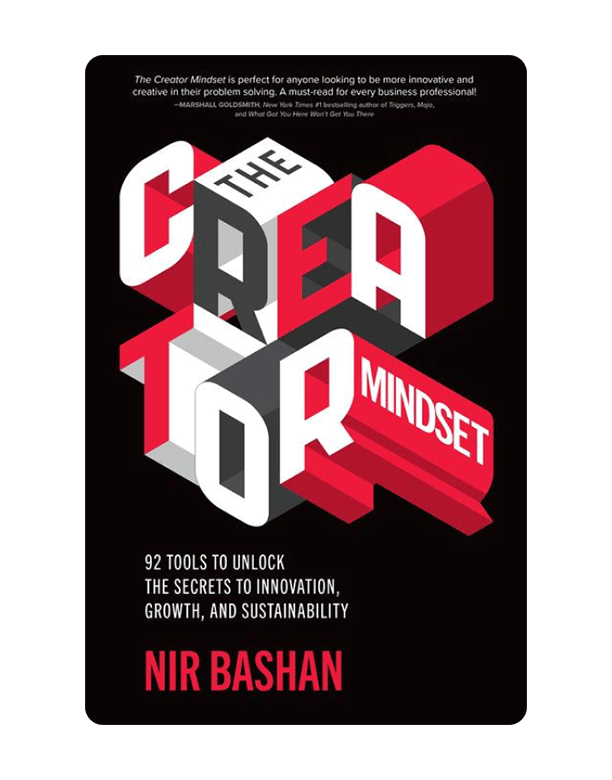 The Creator Mindset is perfect for anyone looking to be more innovative and
creative in their problem solving. A must-read for every business professional!
—MARSHALL GOLDSMITH, New York Times #1 bestselling author of Triggers, Mojo,
and What Got You Here Won't Get You There
THE
CREA
TOR
MINDSET
92 TOOLS TO UNLOCK
THE SECRETS TO INNOVATION,
GROWTH, AND SUSTAINABILITY
NIR BASHAN